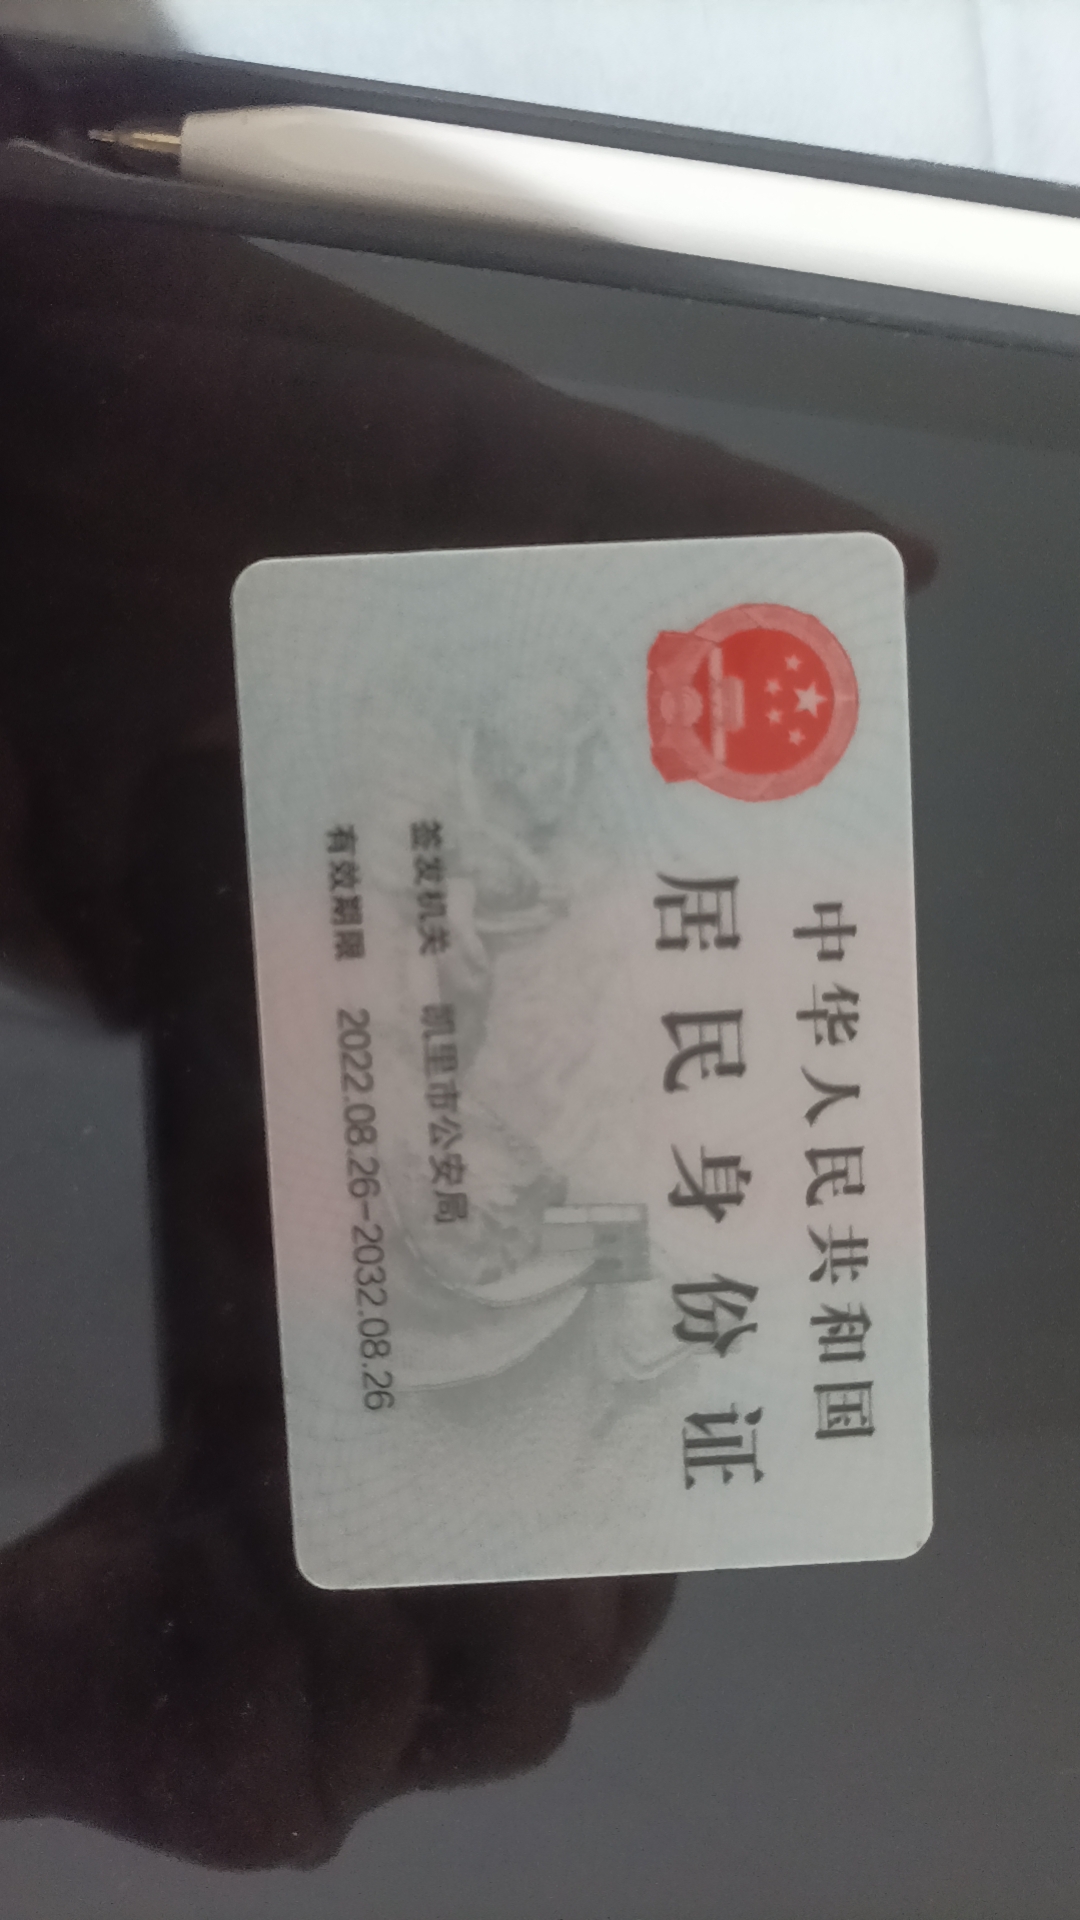 中华人民共和国
居民身份证
签发机关 凯里市公安局
有效期限 2022.08.26-2032.08.26